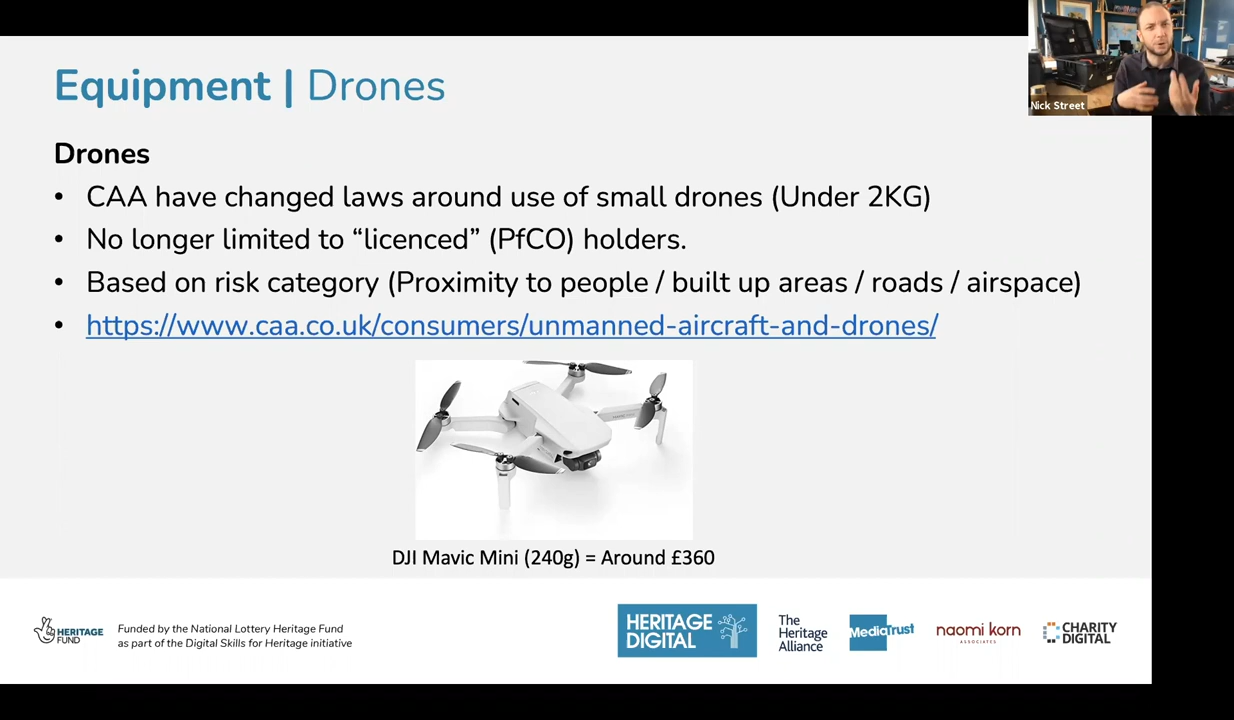 Equipment | Drones
Nick Street
Drones
• CAA have changed laws around use of small drones (Under 2KG)
• No longer limited to “licenced” (PfCO) holders.
• Based on risk category (Proximity to people / built up areas / roads / airspace)
• https://www.caa.co.uk/consumers/unmanned-aircraft-and-drones/
DJI Mavic Mini (240g) = Around £360
HERITAGE
FUND
Funded by the National Lottery Heritage Fund
as part of the Digital Skills for Heritage initiative
HERITAGE
DIGITAL
The
Heritage
Alliance
MediaTrust
naomi korn
ASSOCIATES
CHARITY
DIGITAL